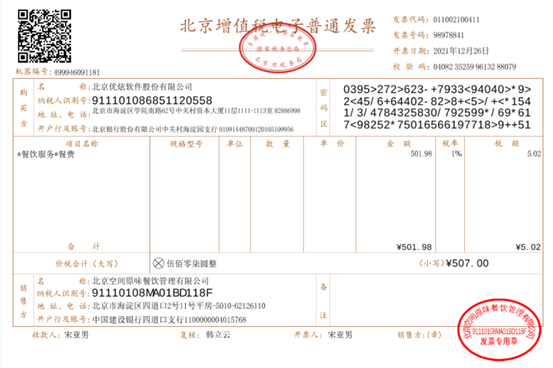 北京增值税电子普通发票
发票代码: 011002100411
发票号码: 98978841
开票日期: 2021年12月26日
校 验 码: 04082 35259 96132 88079
机器编号: 499946091181
全国统一发票监制章
国家税务总局
北京市税务局
购买方
名 称: 北京优炫软件股份有限公司
纳税人识别号: 911101086851120558
地 址、电 话: 北京市海淀区学院南路62号中关村资本大厦11层1111-1113室 82886998
开户行及账号: 北京银行股份有限公司中关村海淀园支行 01091448700120105199956
密码区
0395>272>623- +7933<94040>* 9>
2<45/ 6+64402- 82>8+<5>/ +<* 154
1/ 3/ 4784325830/ 792599* / 69* 61
7<98252* 75016566197718>9++51
项目名称 规格型号 单位 数 量 单 价 金 额 税率 税 额
*餐饮服务*餐费 501.98 1% 5.02
合 计 ¥501.98 ¥5.02
价税合计（大写） ⊗ 伍佰零柒圆整 (小写) ¥507.00
销售方
名 称: 北京空间原味餐饮管理有限公司
纳税人识别号: 91110108MA01BD118F
地 址、电 话: 北京市海淀区四道口2号11号平房-5010-62126110
开户行及账号: 中国建设银行四道口支行1100000004015768
备注
收款人: 宋亚男 复核: 韩立云 开票人: 宋亚男 销售方: (章)
北京空间原味餐饮管理有限公司
91110108MA01BD118F
发票专用章